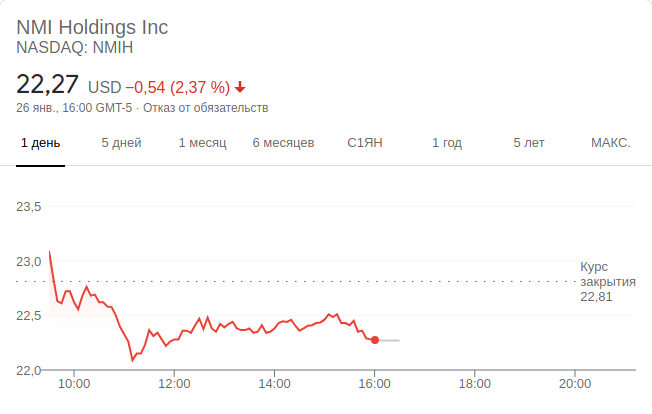 NMI Holdings Inc
NASDAQ: NMIH
22,27 USD −0,54 (2,37 %)
26 янв., 16:00 GMT-5 · Отказ от обязательств
1 день 5 дней 1 месяц 6 месяцев С1ЯН 1 год 5 лет МАКС.
23,5
23,0
Курс
закрытия
22,81
22,5
22,0
10:00 12:00 14:00 16:00 18:00 20:00